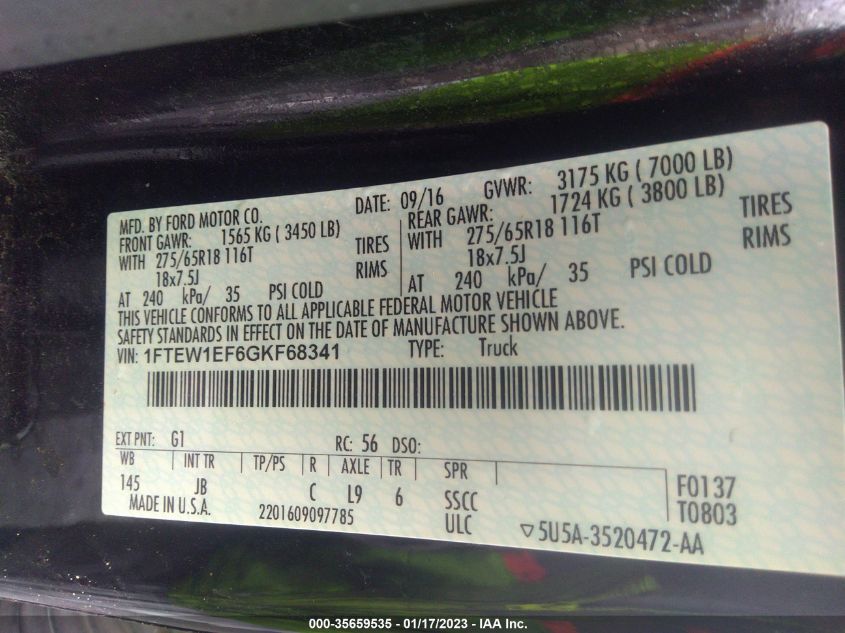 MFD. BY FORD MOTOR CO. DATE: 09/16 GVWR: 3175 KG ( 7000 LB)
FRONT GAWR: 1565 KG ( 3450 LB) REAR GAWR: 1724 KG ( 3800 LB)
WITH 275/65R18 116T TIRES WITH 275/65R18 116T TIRES
18x7.5J RIMS 18x7.5J RIMS
AT 240 kPa/ 35 PSI COLD AT 240 kPa/ 35 PSI COLD
THIS VEHICLE CONFORMS TO ALL APPLICABLE FEDERAL MOTOR VEHICLE
SAFETY STANDARDS IN EFFECT ON THE DATE OF MANUFACTURE SHOWN ABOVE.
VIN: 1FTEW1EF6GKF68341 TYPE: Truck
EXT PNT: G1 RC: 56 DSO:
WB INT TR TP/PS R AXLE TR SPR
145 JB C L9 6 SSCC F0137
MADE IN U.S.A. 2201609097785 ULC T0803
▽5U5A-3520472-AA
000-35659535 - 01/17/2023 - IAA Inc.